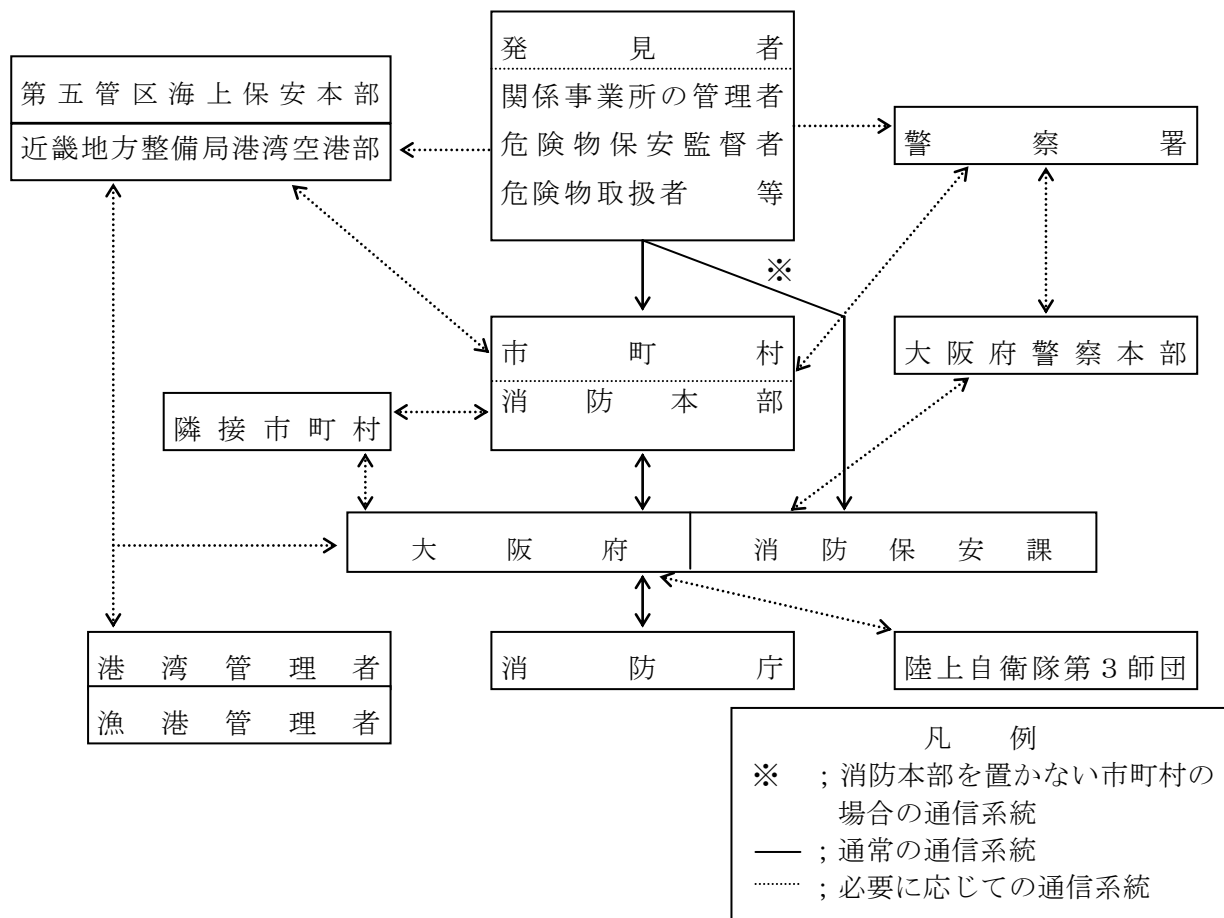 発見者
関係事業所の管理者
危険物保安監督者
危険物取扱者 等
第五管区海上保安本部
近畿地方整備局港湾空港部
警察署
※
市町村
消防本部
大阪府警察本部
隣接市町村
大阪府 消防保安課
港湾管理者
漁港管理者
消防庁
陸上自衛隊第3師団
凡 例
※ ;消防本部を置かない市町村の
場合の通信系統
;通常の通信系統
;必要に応じての通信系統